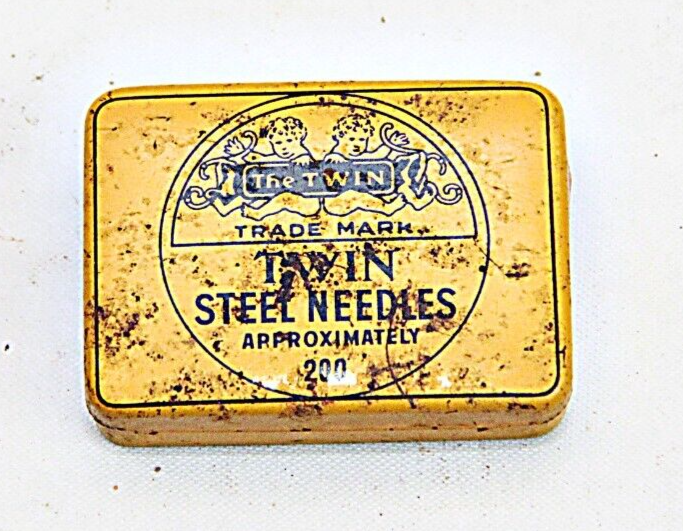 The TWIN
TRADE MARK
TWIN
STEEL NEEDLES
APPROXIMATELY
200